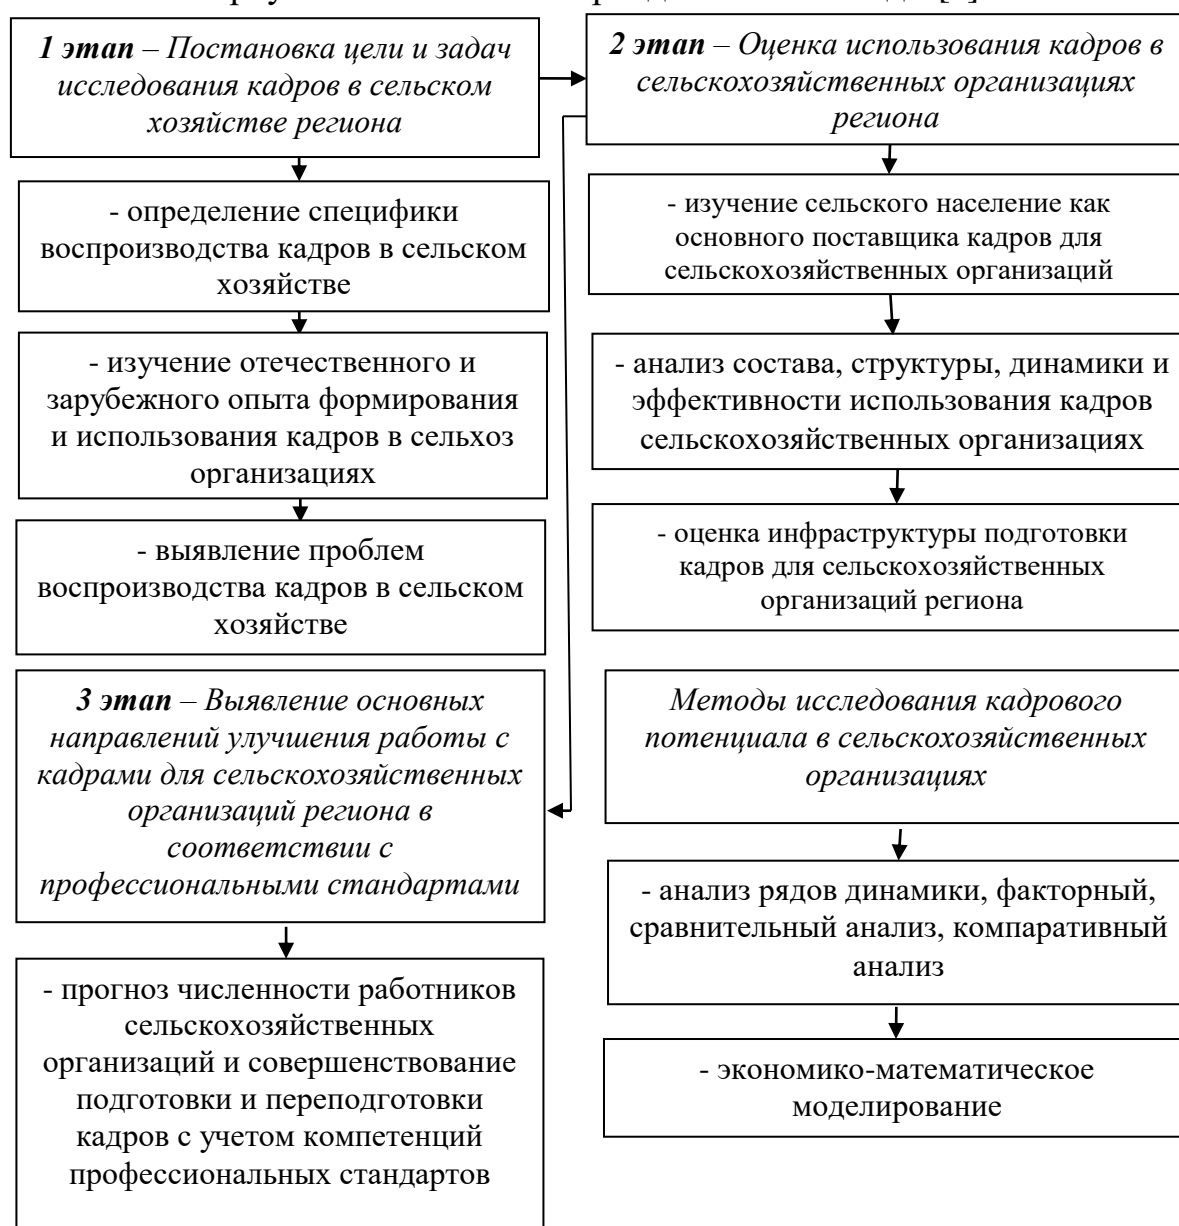 1 этап – Постановка цели и задач
исследования кадров в сельском
хозяйстве региона
- определение специфики
воспроизводства кадров в сельском
хозяйстве
- изучение отечественного и
зарубежного опыта формирования
и использования кадров в сельхоз
организациях
- выявление проблем
воспроизводства кадров в сельском
хозяйстве
2 этап – Оценка использования кадров в
сельскохозяйственных организациях
региона
- изучение сельского население как
основного поставщика кадров для
сельскохозяйственных организаций
- анализ состава, структуры, динамики и
эффективности использования кадров
сельскохозяйственных организациях
- оценка инфраструктуры подготовки
кадров для сельскохозяйственных
организаций региона
3 этап – Выявление основных
направлений улучшения работы с
кадрами для сельскохозяйственных
организаций региона в
соответствии с
профессиональными стандартами
- прогноз численности работников
сельскохозяйственных
организаций и совершенствование
подготовки и переподготовки
кадров с учетом компетенций
профессиональных стандартов
Методы исследования кадрового
потенциала в сельскохозяйственных
организациях
- анализ рядов динамики, факторный,
сравнительный анализ, компаративный
анализ
- экономико-математическое
моделирование